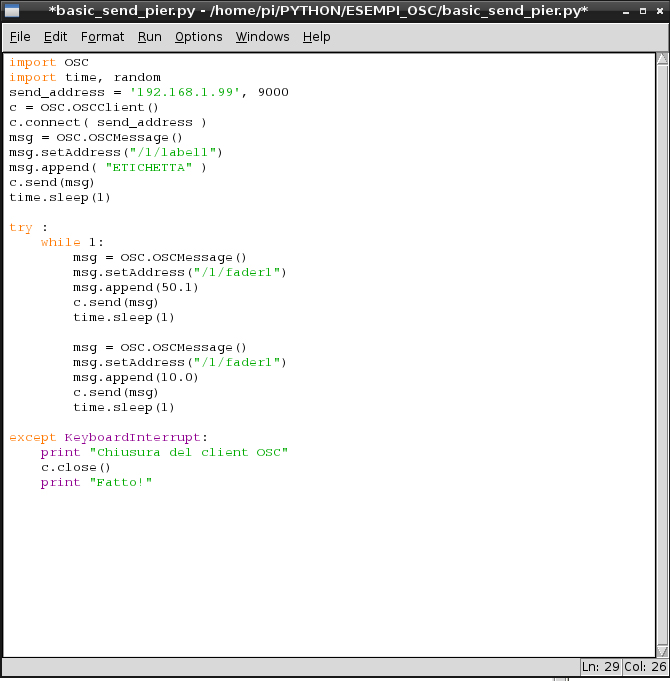 *basic_send_pier.py - /home/pi/PYTHON/ESEMPI_OSC/basic_send_pier.py*
File Edit Format Run Options Windows Help
import OSC
import time, random
send_address = '192.168.1.99', 9000
c = OSC.OSCClient()
c.connect( send_address )
msg = OSC.OSCMessage()
msg.setAddress("/1/label1")
msg.append( "ETICHETTA" )
c.send(msg)
time.sleep(1)
try :
    while 1:
        msg = OSC.OSCMessage()
        msg.setAddress("/1/fader1")
        msg.append(50.1)
        c.send(msg)
        time.sleep(1)
        msg = OSC.OSCMessage()
        msg.setAddress("/1/fader1")
        msg.append(10.0)
        c.send(msg)
        time.sleep(1)
except KeyboardInterrupt:
    print "Chiusura del client OSC"
    c.close()
    print "Fatto!"
Ln: 29 Col: 26